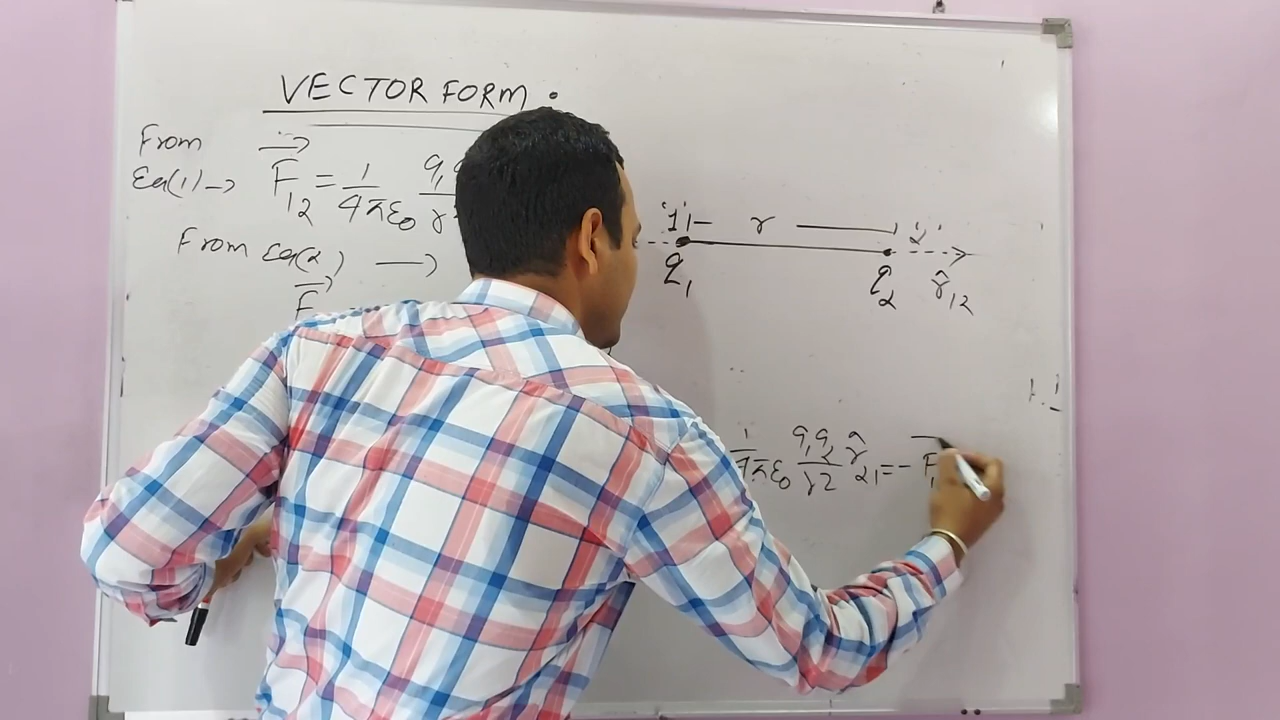 VECTOR FORM.
From
Eq(1)→ F⃗12 = 1/4πε0 q1
From Eq(2) →
F⃗
'1' r '2'
q1 q2 r̂12
1/4πε0 q1q2/r2 r̂21 = - F